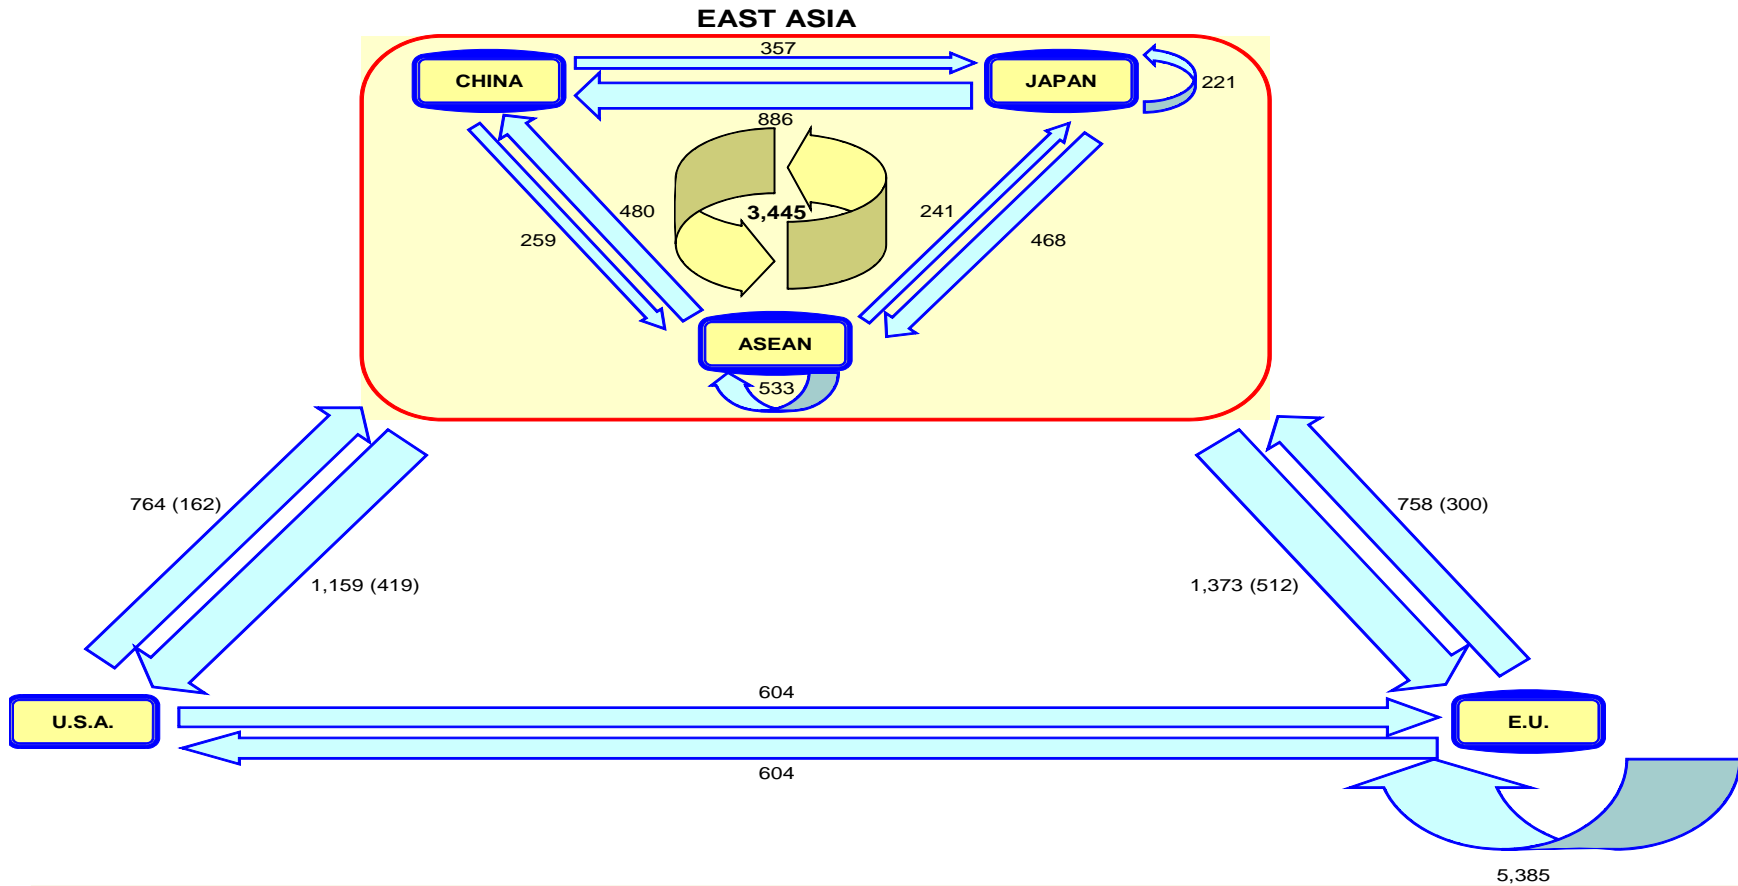 EAST ASIA
357
CHINA
JAPAN
221
886
480
3,445
241
259
468
ASEAN
533
764 (162)
758 (300)
1,159 (419)
1,373 (512)
604
U.S.A.
E.U.
604
5,385